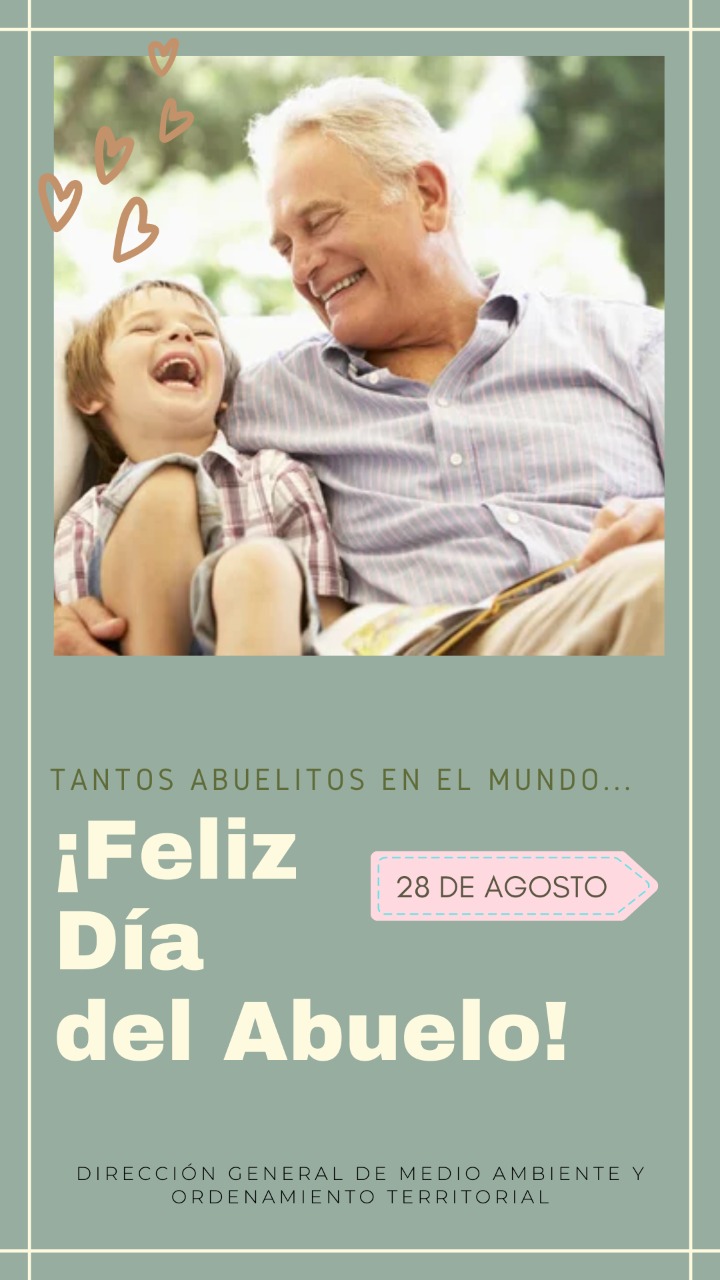 TANTOS ABUELITOS EN EL MUNDO...
¡Feliz
28 DE AGOSTO
Día
del Abuelo!
DIRECCIÓN GENERAL DE MEDIO AMBIENTE Y
ORDENAMIENTO TERRITORIAL